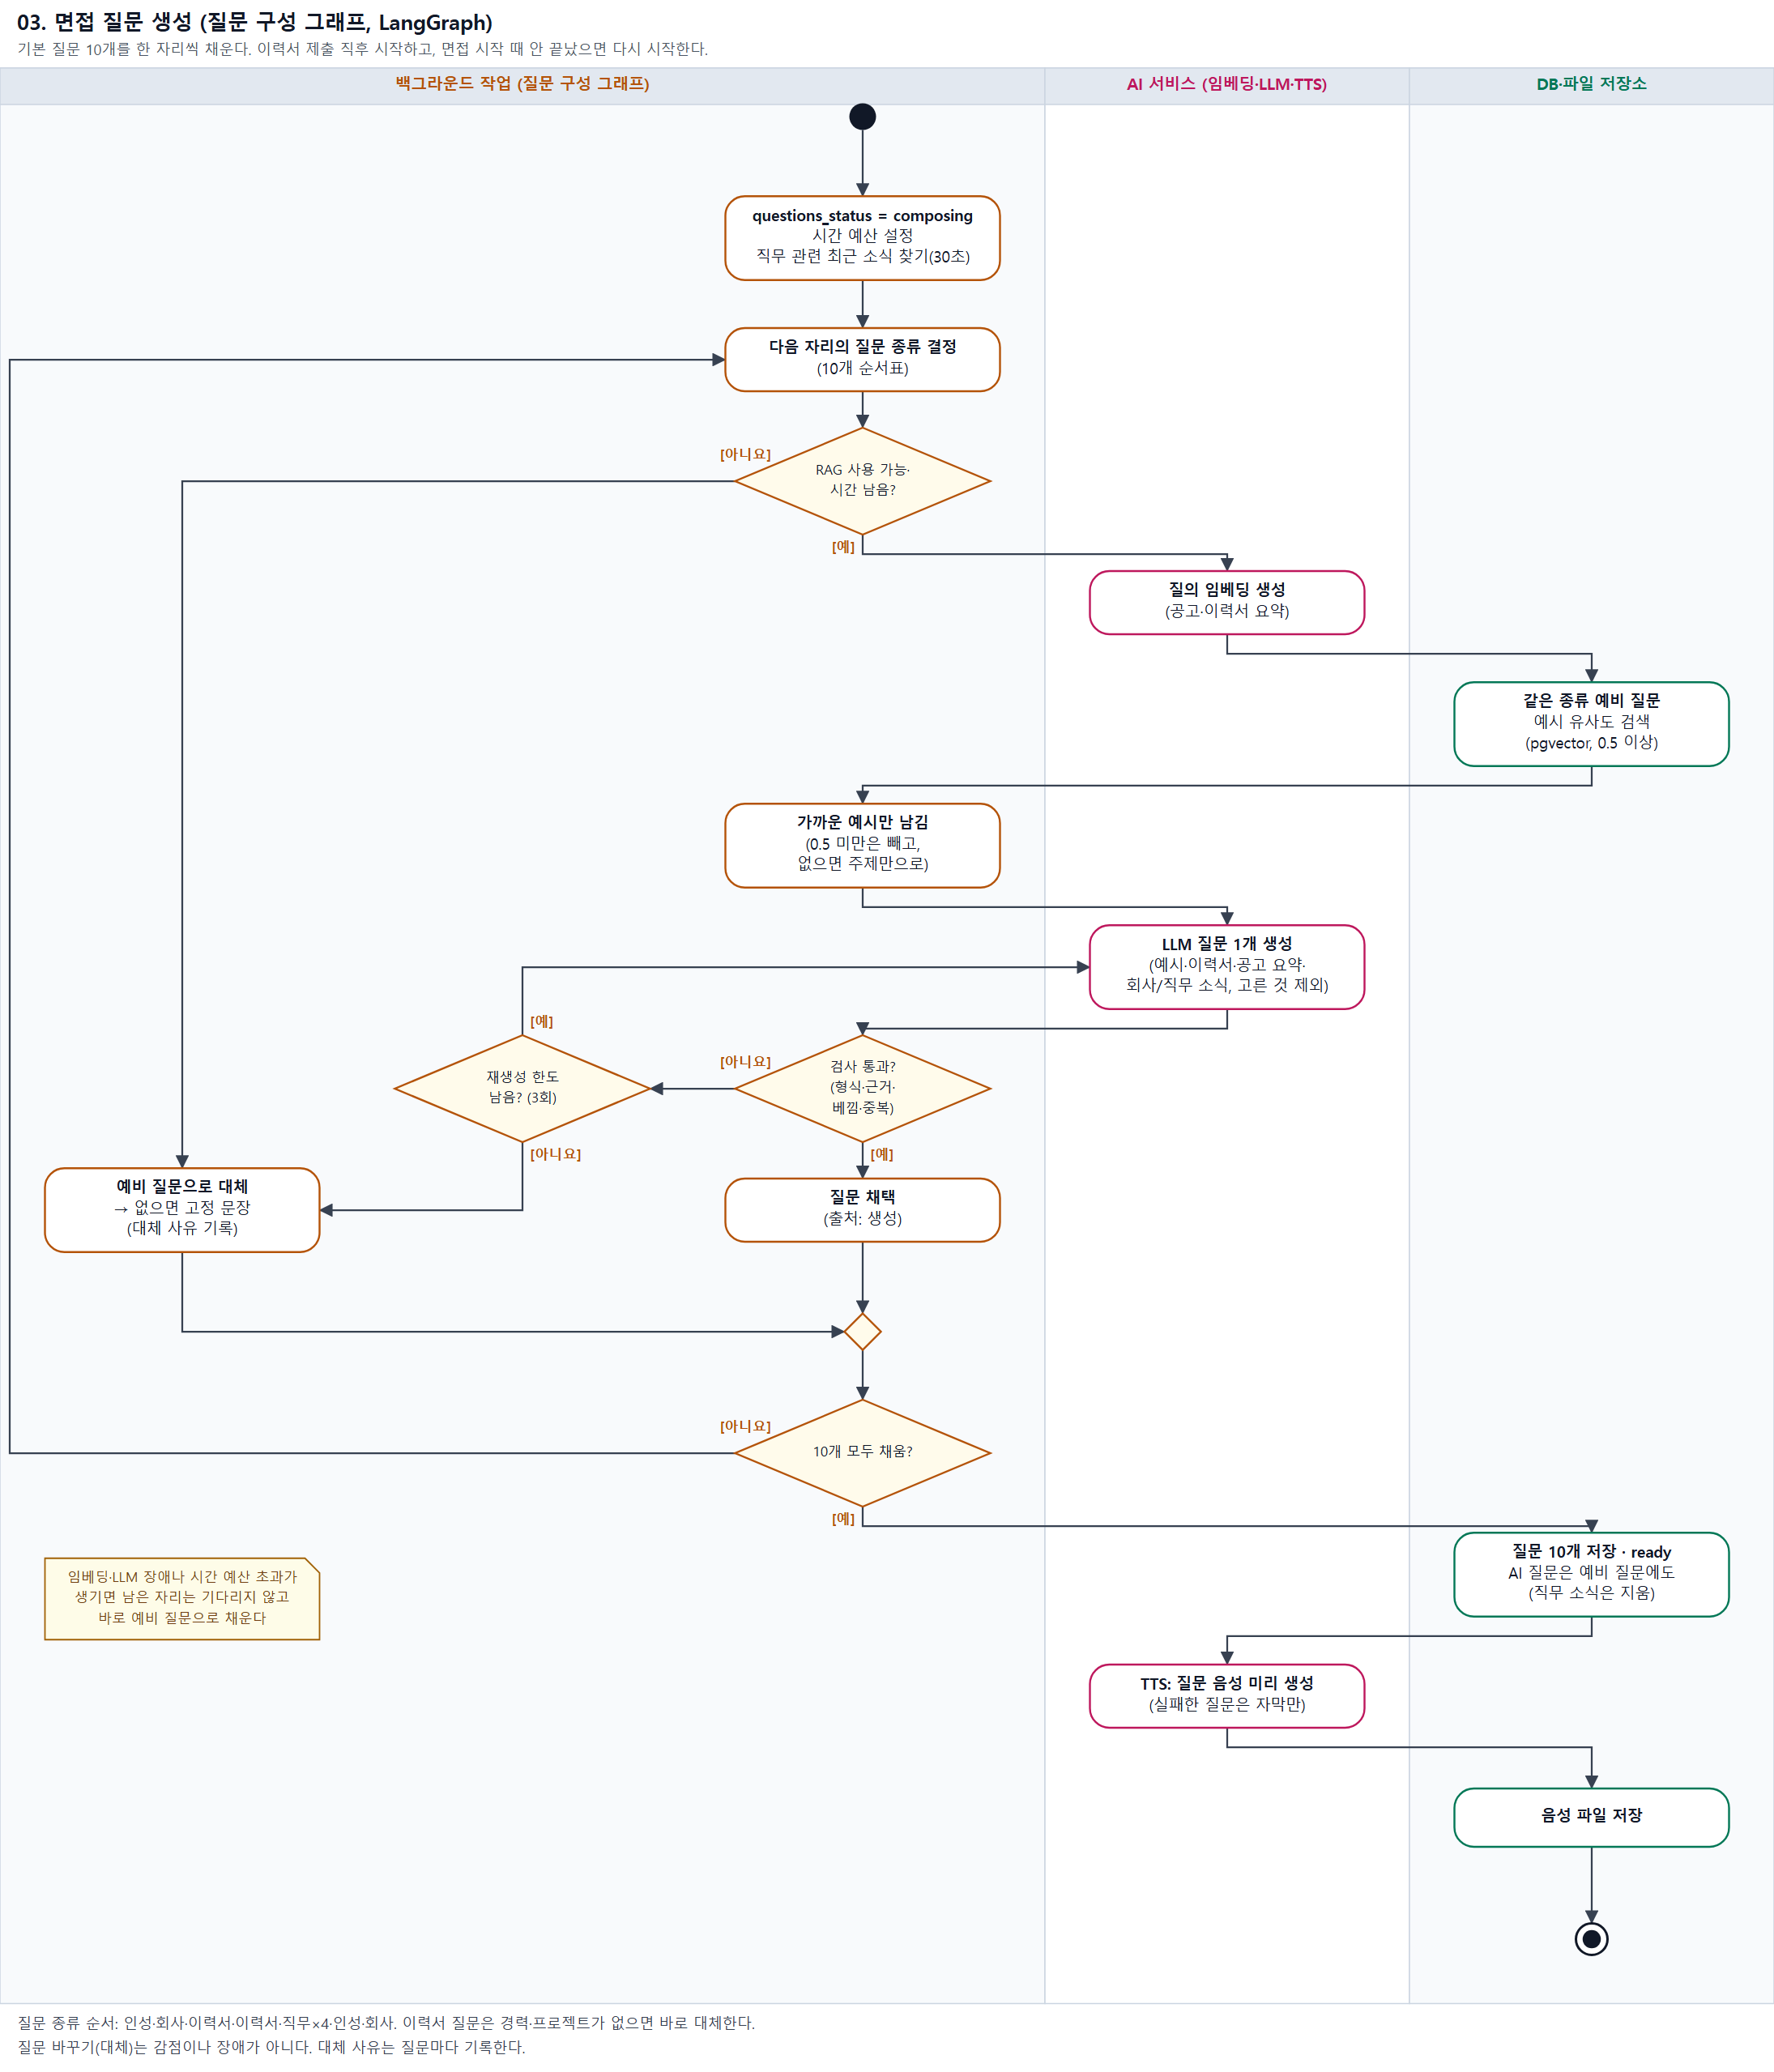 03. 면접 질문 생성 (질문 구성 그래프, LangGraph)
기본 질문 10개를 한 자리씩 채운다. 이력서 제출 직후 시작하고, 면접 시작 때 안 끝났으면 다시 시작한다.
백그라운드 작업 (질문 구성 그래프)
AI 서비스 (임베딩·LLM·TTS)
DB·파일 저장소
questions_status = composing
시간 예산 설정
직무 관련 최근 소식 찾기(30초)
다음 자리의 질문 종류 결정
(10개 순서표)
[아니요]
RAG 사용 가능·
시간 남음?
[예]
질의 임베딩 생성
(공고·이력서 요약)
같은 종류 예비 질문
예시 유사도 검색
(pgvector, 0.5 이상)
가까운 예시만 남김
(0.5 미만은 빼고,
없으면 주제만으로)
LLM 질문 1개 생성
(예시·이력서·공고 요약·
회사/직무 소식, 고른 것 제외)
[예]
재생성 한도
남음? (3회)
[아니요]
[아니요]
검사 통과?
(형식·근거·
베낌·중복)
[예]
예비 질문으로 대체
→ 없으면 고정 문장
(대체 사유 기록)
질문 채택
(출처: 생성)
[아니요]
10개 모두 채움?
[예]
임베딩·LLM 장애나 시간 예산 초과가
생기면 남은 자리는 기다리지 않고
바로 예비 질문으로 채운다
질문 10개 저장 · ready
AI 질문은 예비 질문에도
(직무 소식은 지움)
TTS: 질문 음성 미리 생성
(실패한 질문은 자막만)
음성 파일 저장
질문 종류 순서: 인성·회사·이력서·이력서·직무×4·인성·회사. 이력서 질문은 경력·프로젝트가 없으면 바로 대체한다.
질문 바꾸기(대체)는 감점이나 장애가 아니다. 대체 사유는 질문마다 기록한다.